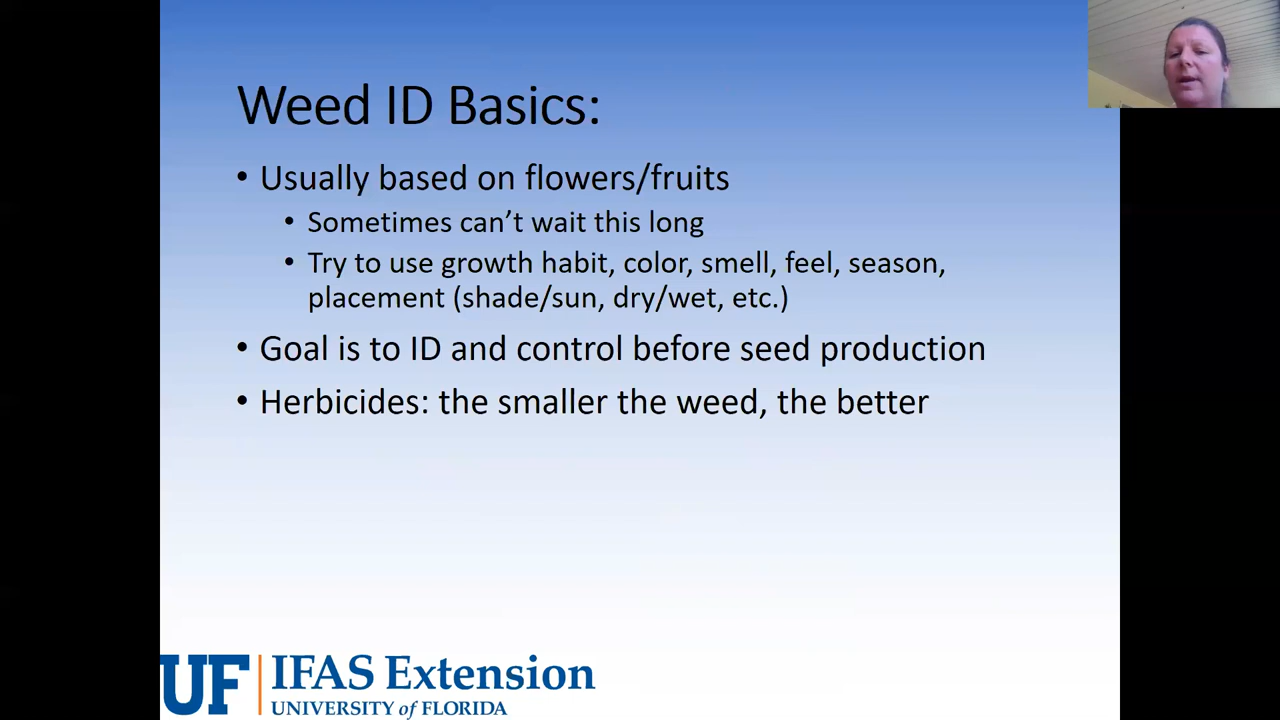 Weed ID Basics:
• Usually based on flowers/fruits
• Sometimes can’t wait this long
• Try to use growth habit, color, smell, feel, season,
placement (shade/sun, dry/wet, etc.)
• Goal is to ID and control before seed production
• Herbicides: the smaller the weed, the better
UF IFAS Extension
UNIVERSITY of FLORIDA